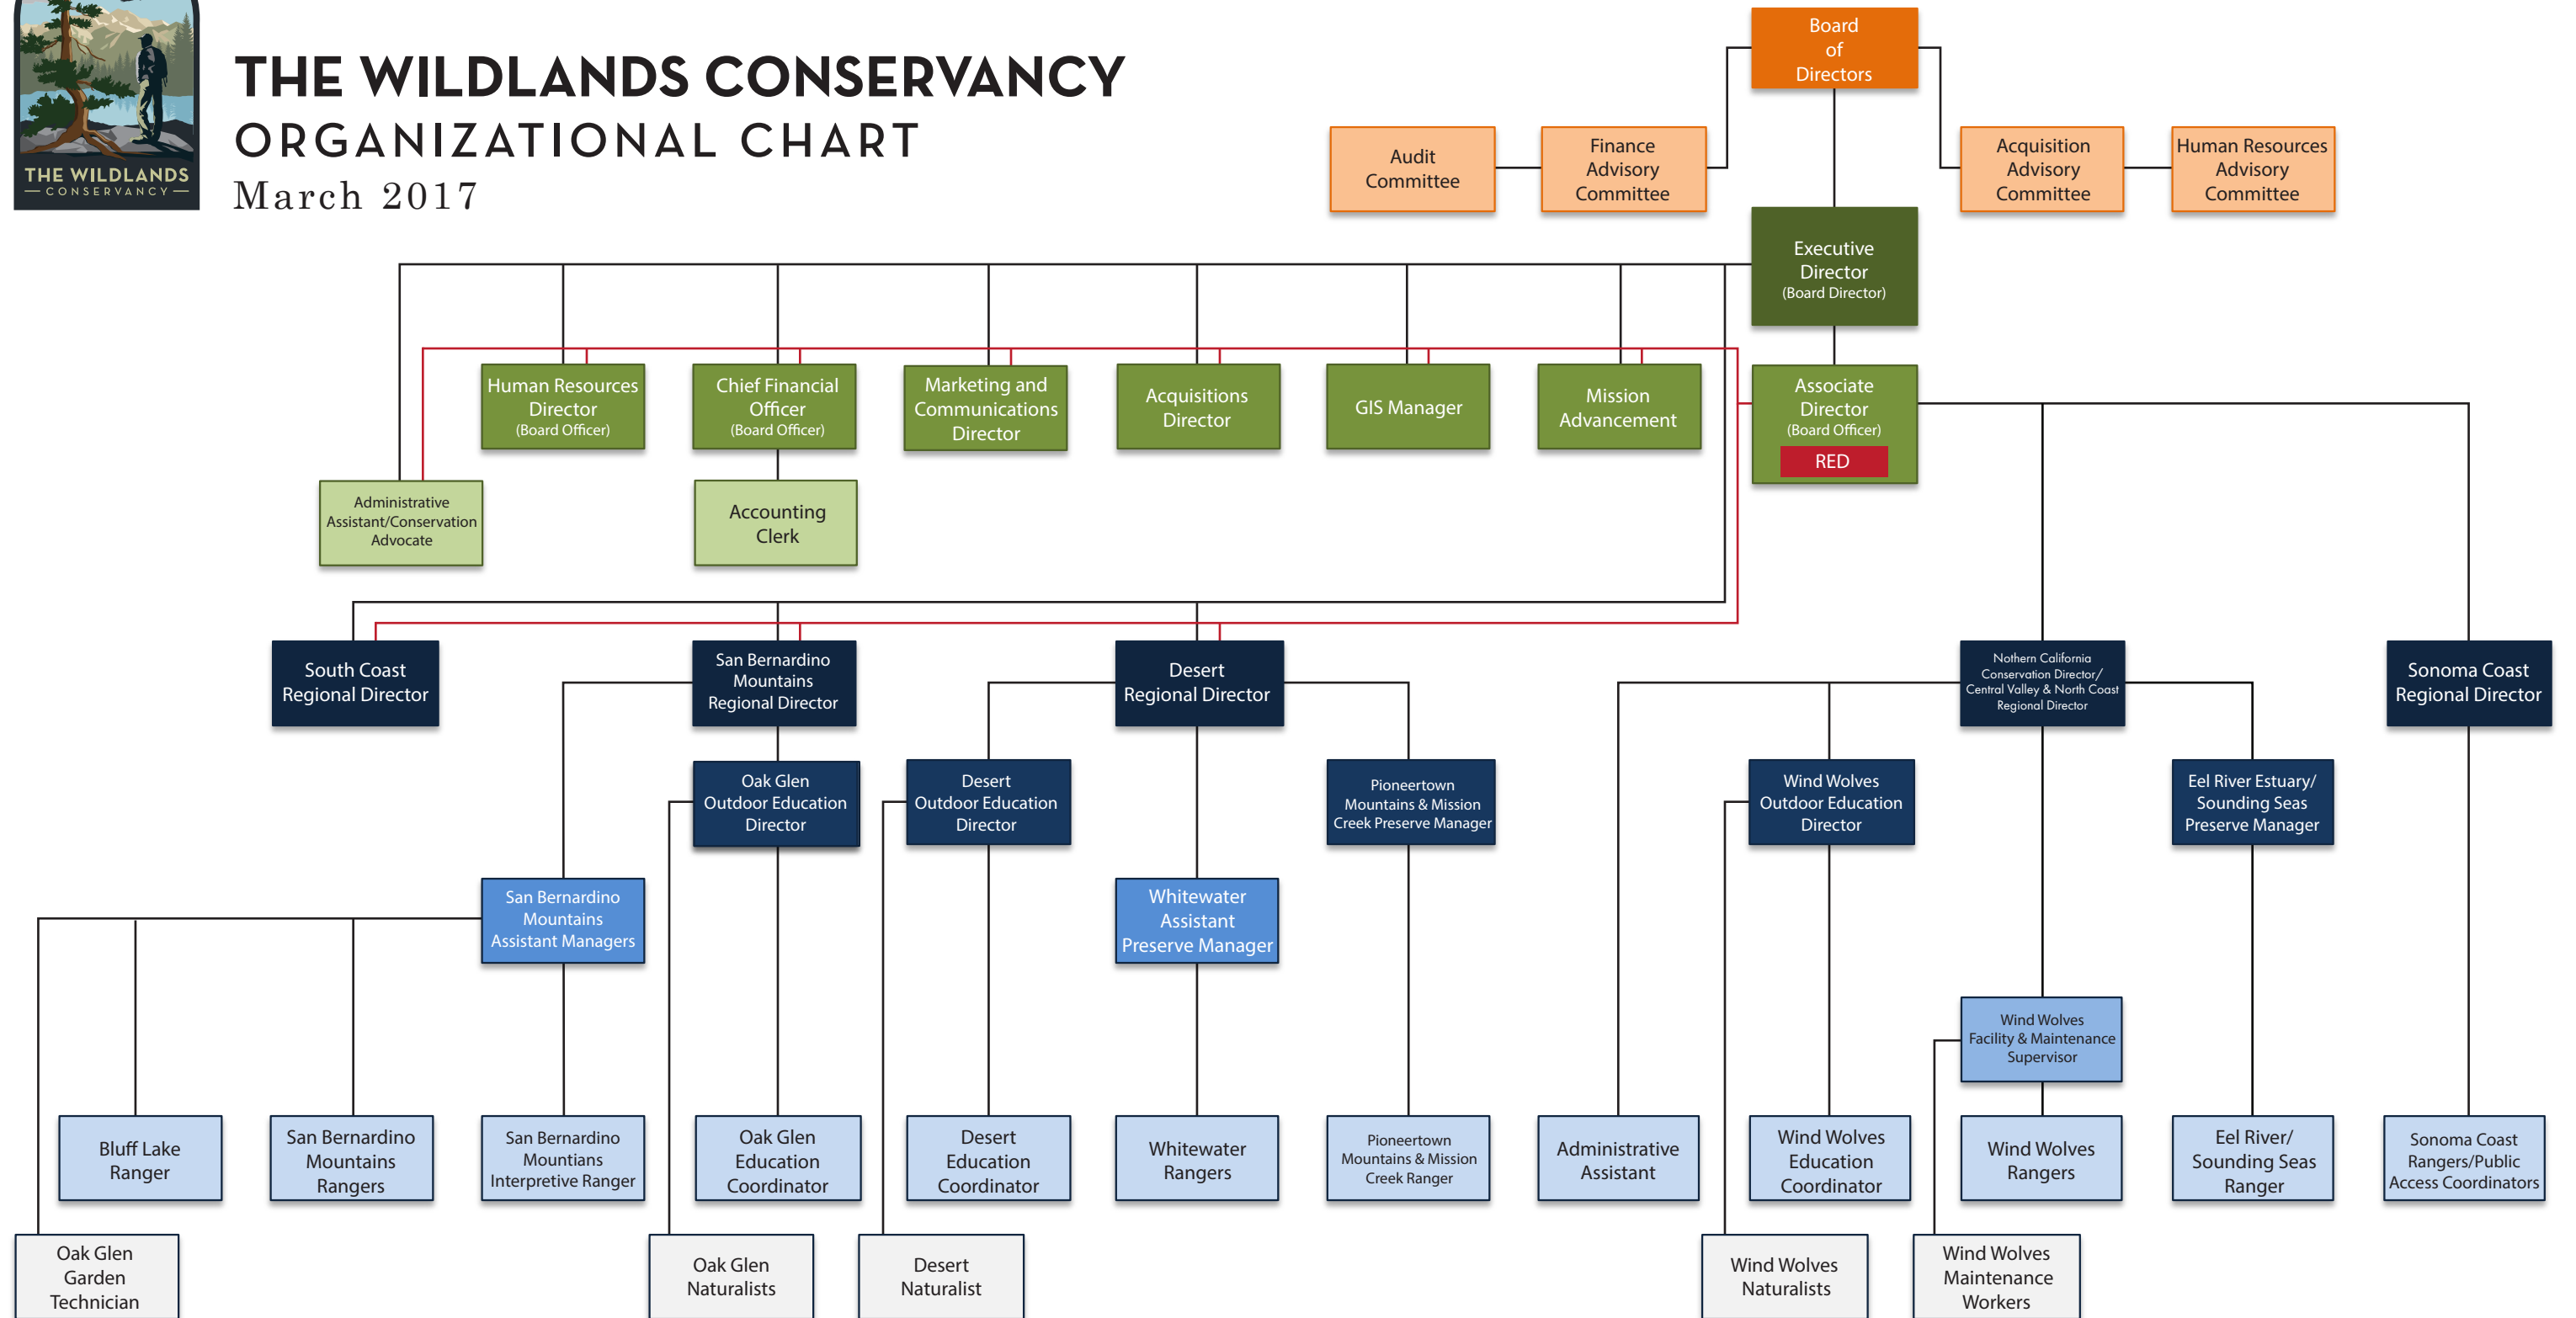 THE WILDLANDS
CONSERVANCY
THE WILDLANDS CONSERVANCY
ORGANIZATIONAL CHART
March 2017
Board
of
Directors
Audit
Committee
Finance
Advisory
Committee
Acquisition
Advisory
Committee
Human Resources
Advisory
Committee
Executive
Director
(Board Director)
Human Resources
Director
(Board Officer)
Chief Financial
Officer
(Board Officer)
Marketing and
Communications
Director
Acquisitions
Director
GIS Manager
Mission
Advancement
Associate
Director
(Board Officer)
RED
Administrative
Assistant/Conservation
Advocate
Accounting
Clerk
South Coast
Regional Director
San Bernardino
Mountains
Regional Director
Desert
Regional Director
Nothern California
Conservation Director/
Central Valley & North Coast
Regional Director
Sonoma Coast
Regional Director
Oak Glen
Outdoor Education
Director
Desert
Outdoor Education
Director
Pioneertown
Mountains & Mission
Creek Preserve Manager
Wind Wolves
Outdoor Education
Director
Eel River Estuary/
Sounding Seas
Preserve Manager
San Bernardino
Mountains
Assistant Managers
Whitewater
Assistant
Preserve Manager
Wind Wolves
Facility & Maintenance
Supervisor
Bluff Lake
Ranger
San Bernardino
Mountains
Rangers
San Bernardino
Mountians
Interpretive Ranger
Oak Glen
Education
Coordinator
Desert
Education
Coordinator
Whitewater
Rangers
Pioneertown
Mountains & Mission
Creek Ranger
Administrative
Assistant
Wind Wolves
Education
Coordinator
Wind Wolves
Rangers
Eel River/
Sounding Seas
Ranger
Sonoma Coast
Rangers/Public
Access Coordinators
Oak Glen
Garden
Technician
Oak Glen
Naturalists
Desert
Naturalist
Wind Wolves
Naturalists
Wind Wolves
Maintenance
Workers